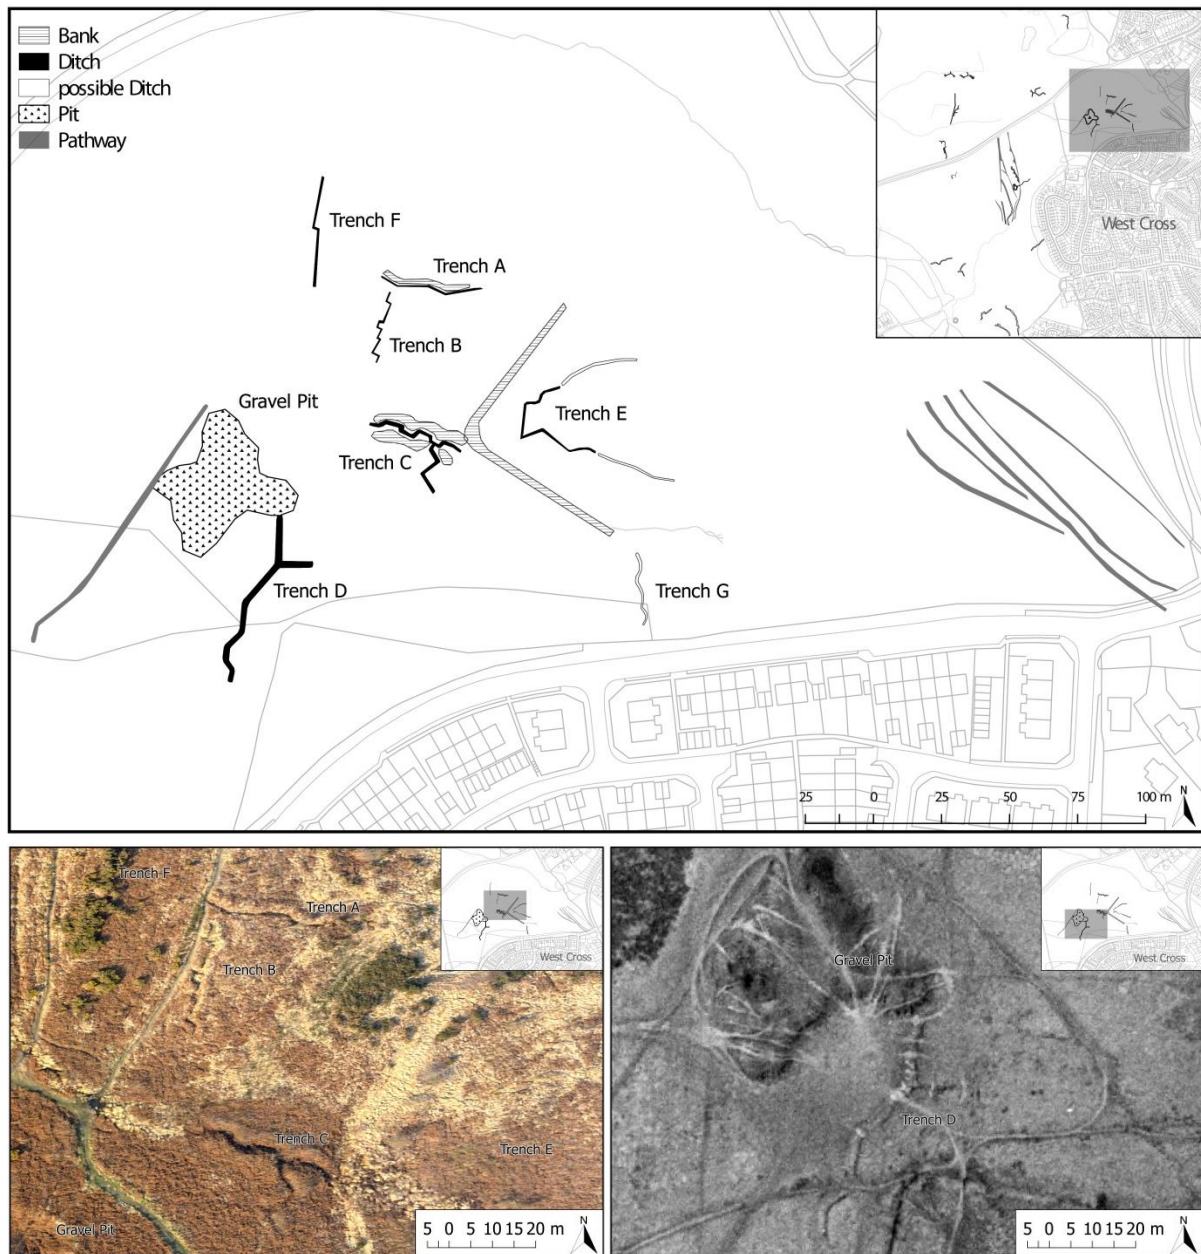 Bank
Ditch
possible Ditch
Pit
Pathway
West Cross
Trench F
Trench A
Trench B
Gravel Pit
Trench E
Trench C
Trench D
Trench G
25 0 25 50 75 100 m
N
Trench F
Trench A
Trench B
Trench C
Trench E
Gravel Pit
West Cross
5 0 5 10 15 20 m
N
Gravel Pit
Trench D
West Cross
5 0 5 10 15 20 m
N